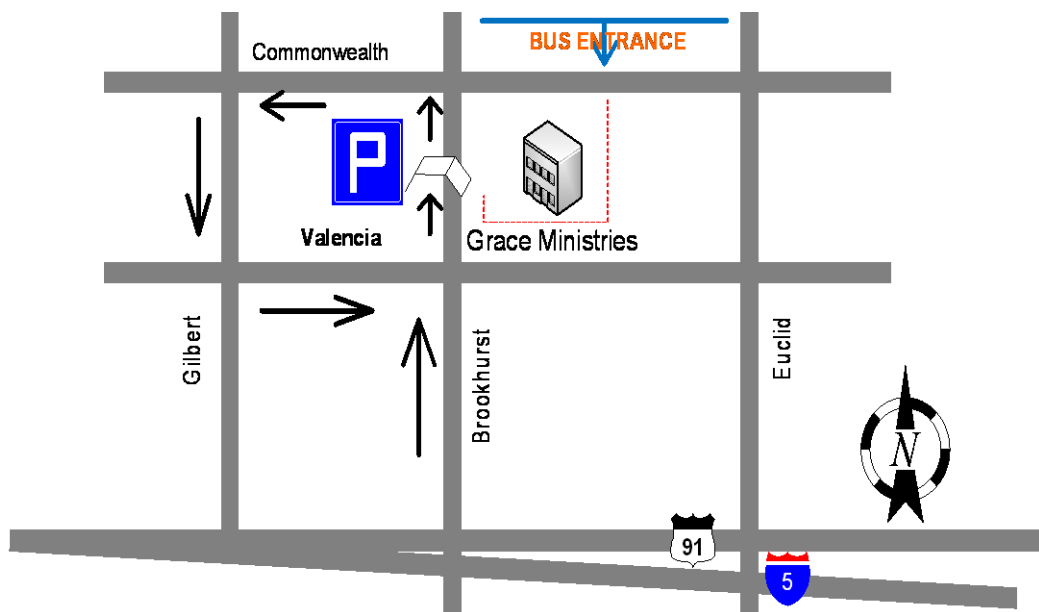 BUS ENTRANCE
Commonwealth
P
Valencia
Grace Ministries
Gilbert
Brookhurst
Euclid
N
91
5